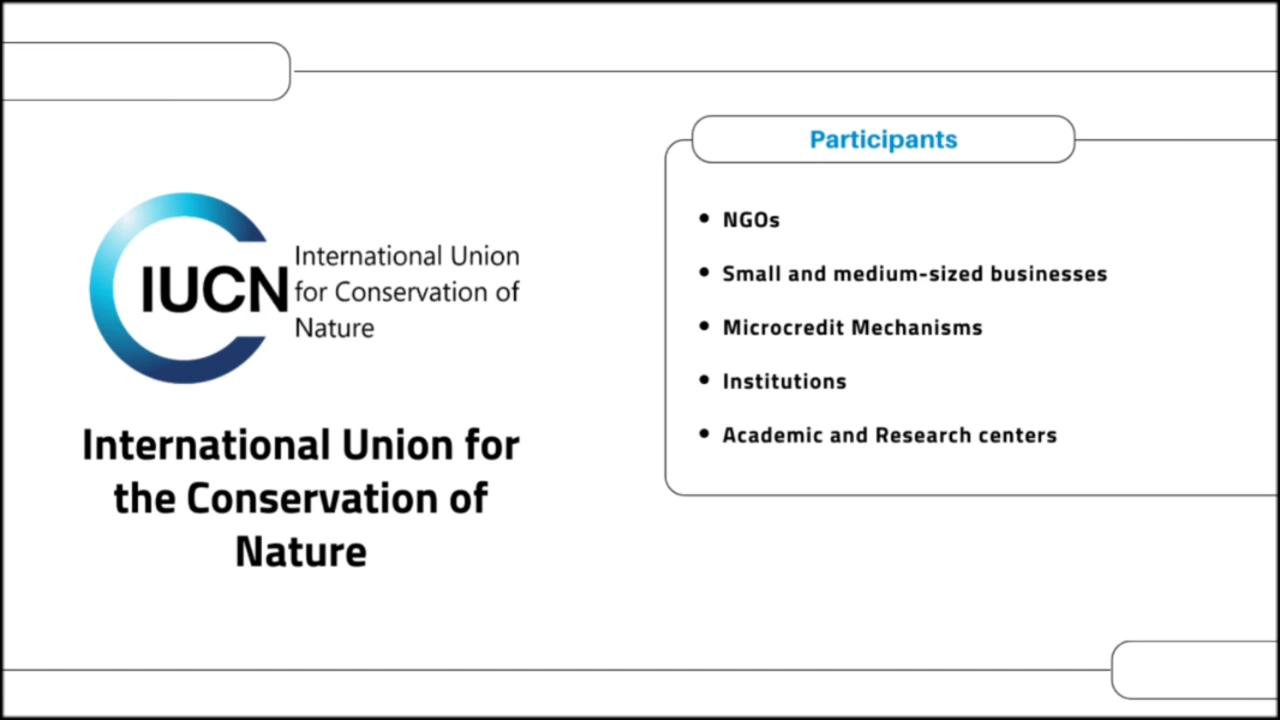 IUCN
International Union
for Conservation of
Nature
International Union for
the Conservation of
Nature
Participants
• NGOs
• Small and medium-sized businesses
• Microcredit Mechanisms
• Institutions
• Academic and Research centers